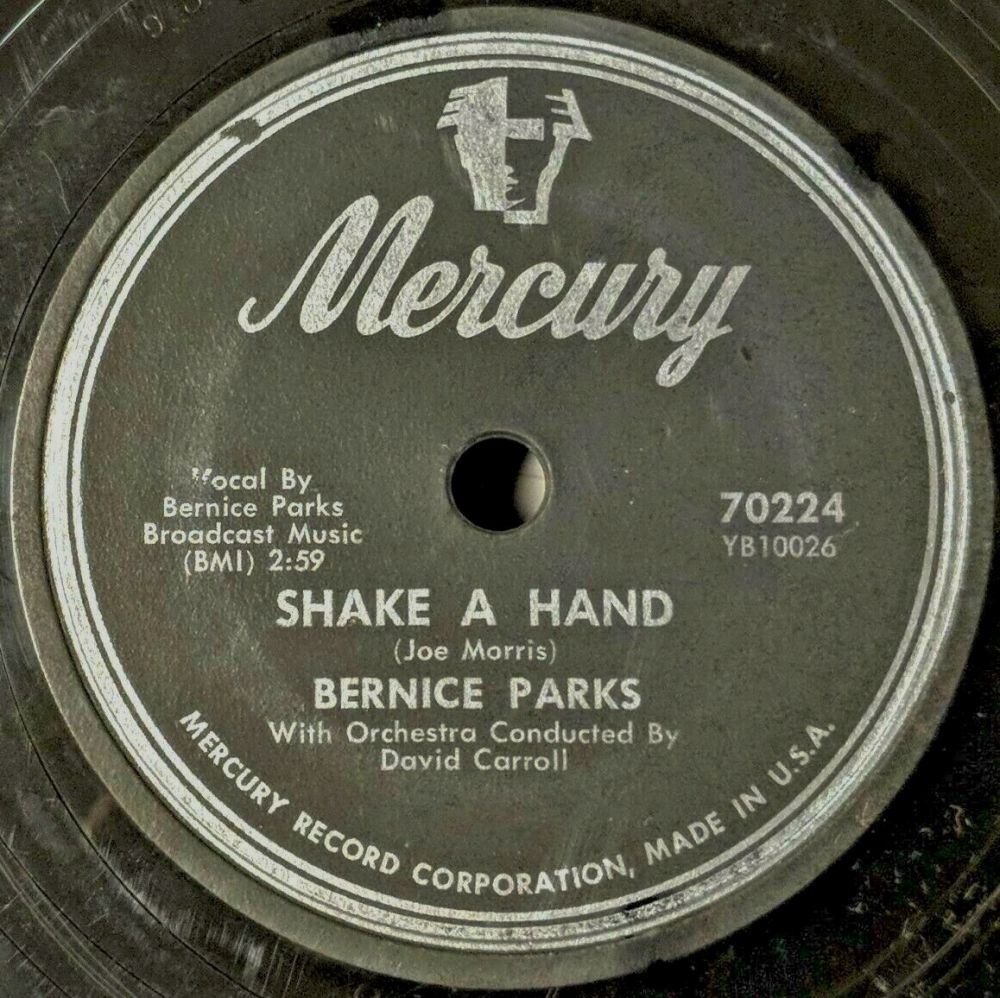 Mercury
Vocal By
Bernice Parks
Broadcast Music
(BMI) 2:59
70224
YB10026
SHAKE A HAND
(Joe Morris)
BERNICE PARKS
With Orchestra Conducted By
David Carroll
MERCURY RECORD CORPORATION, MADE IN U.S.A.